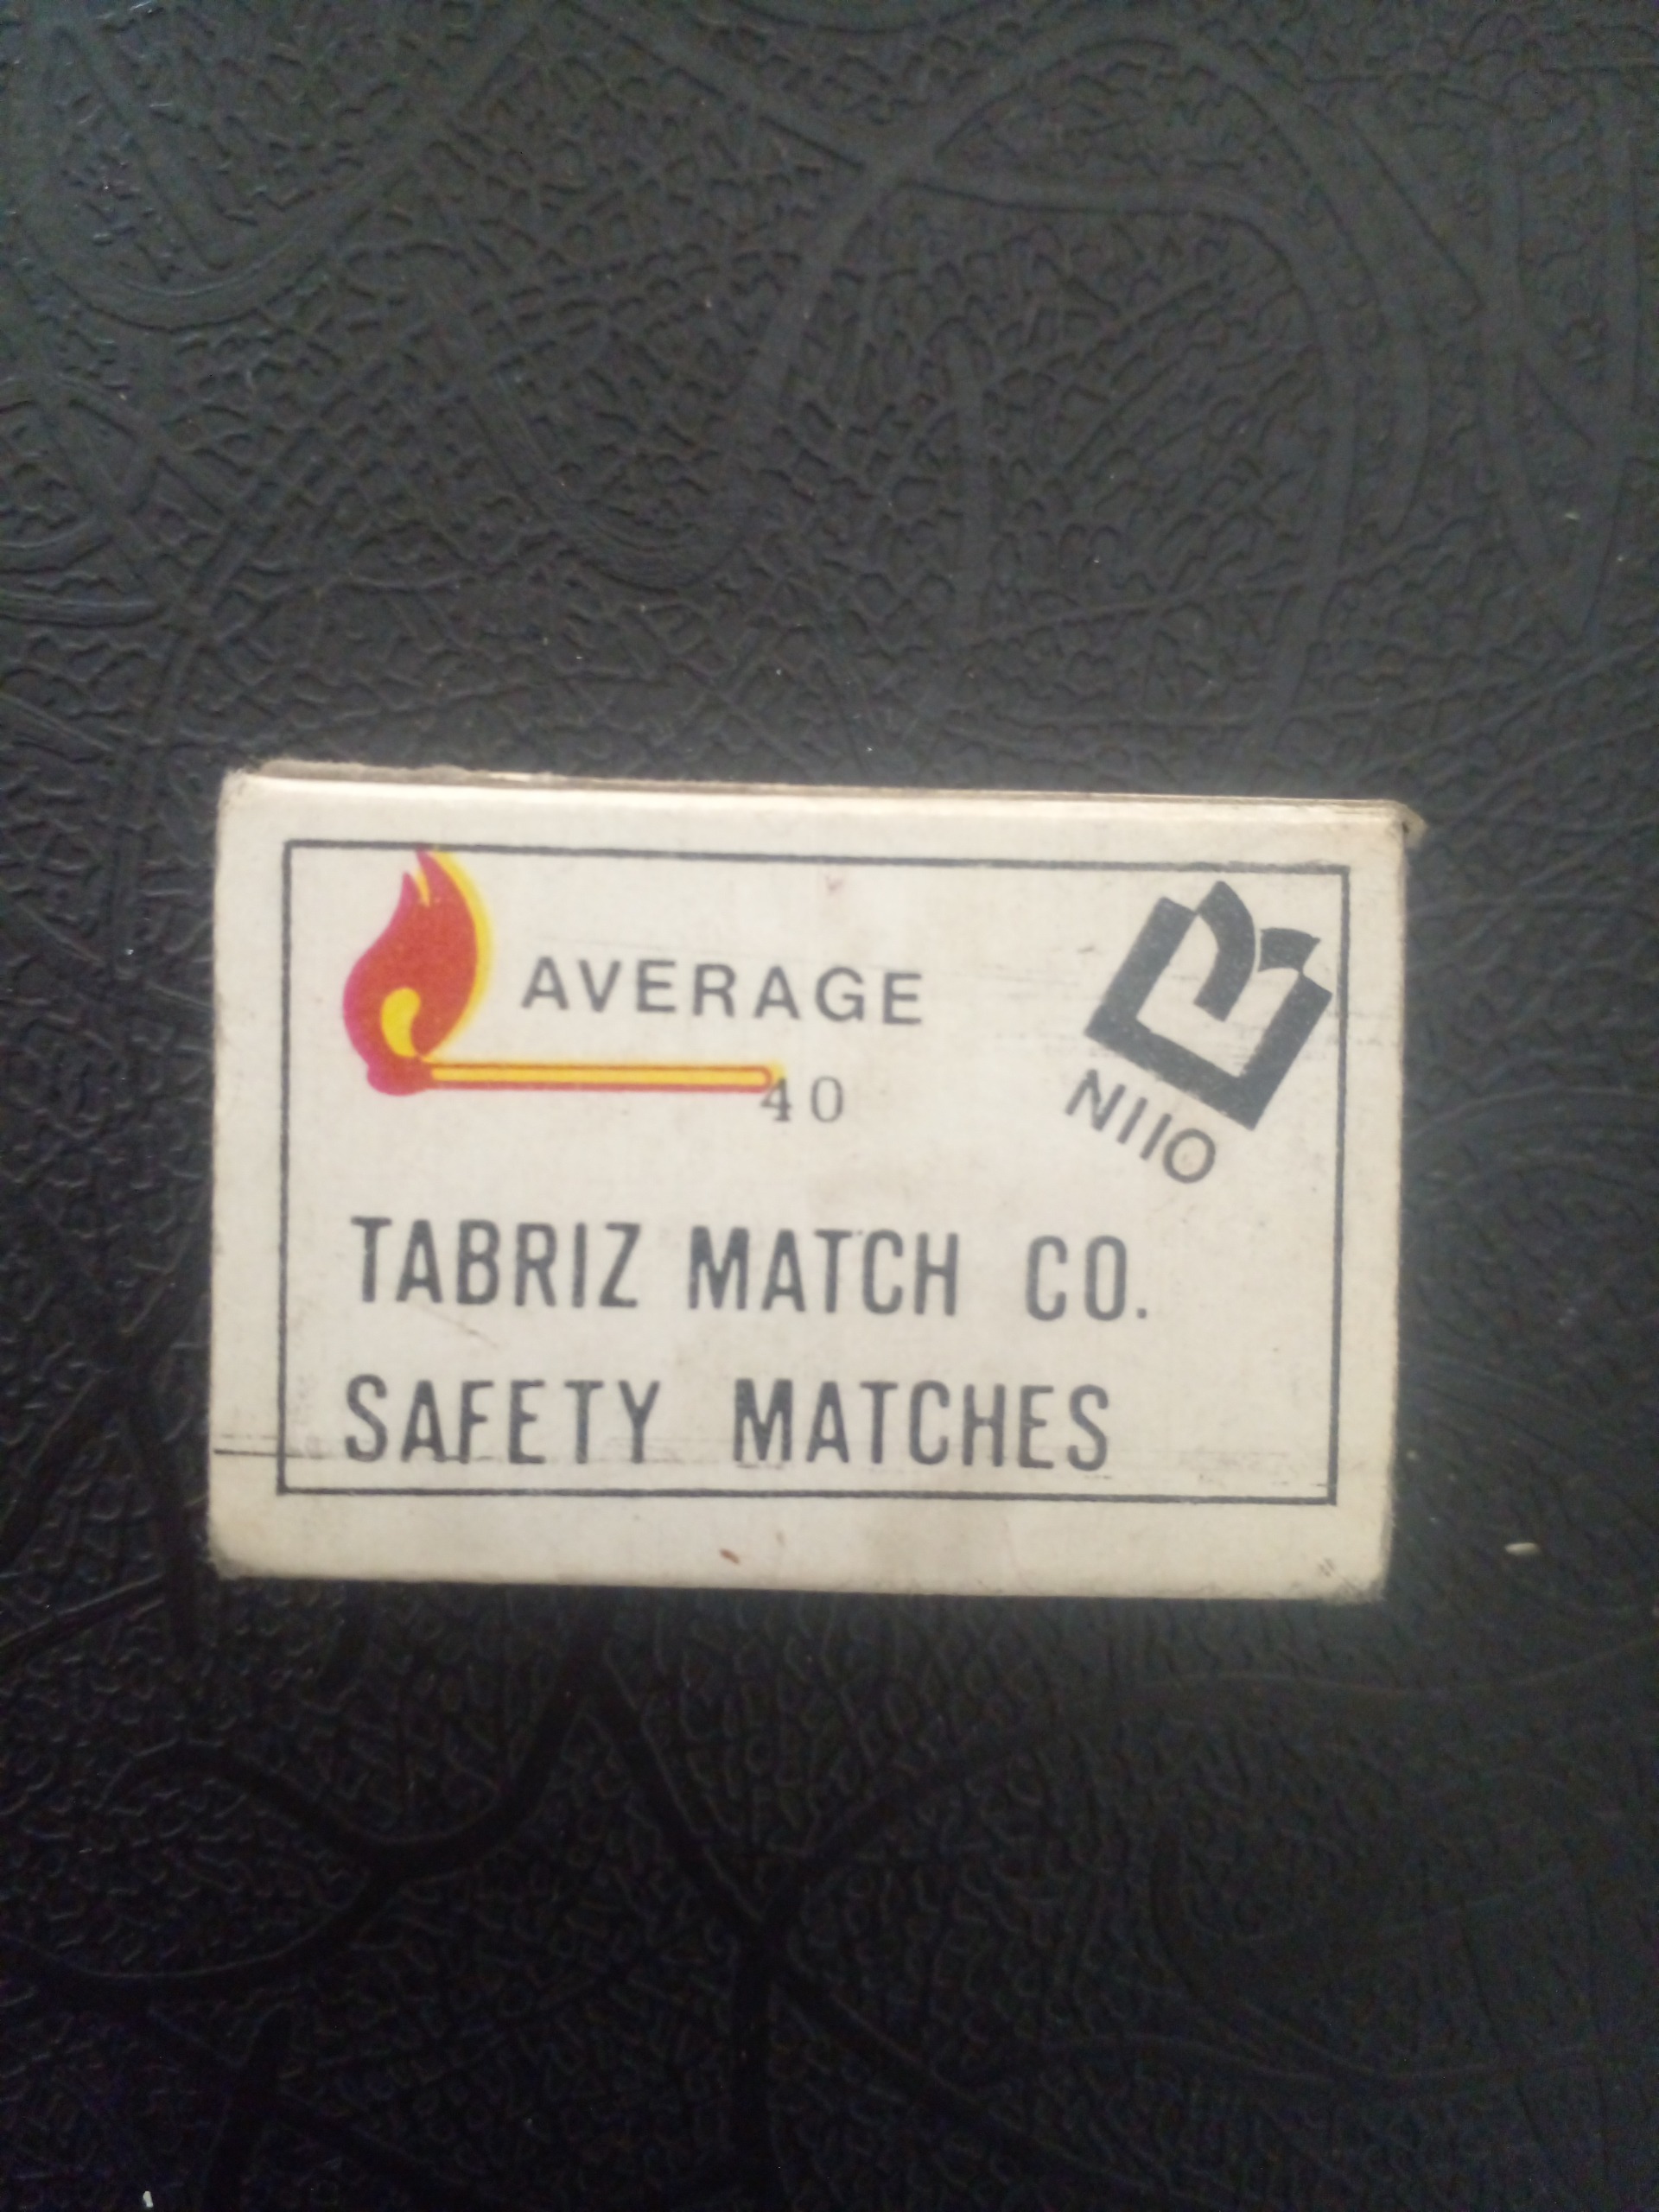 AVERAGE
40
NIIO
TABRIZ MATCH CO.
SAFETY MATCHES